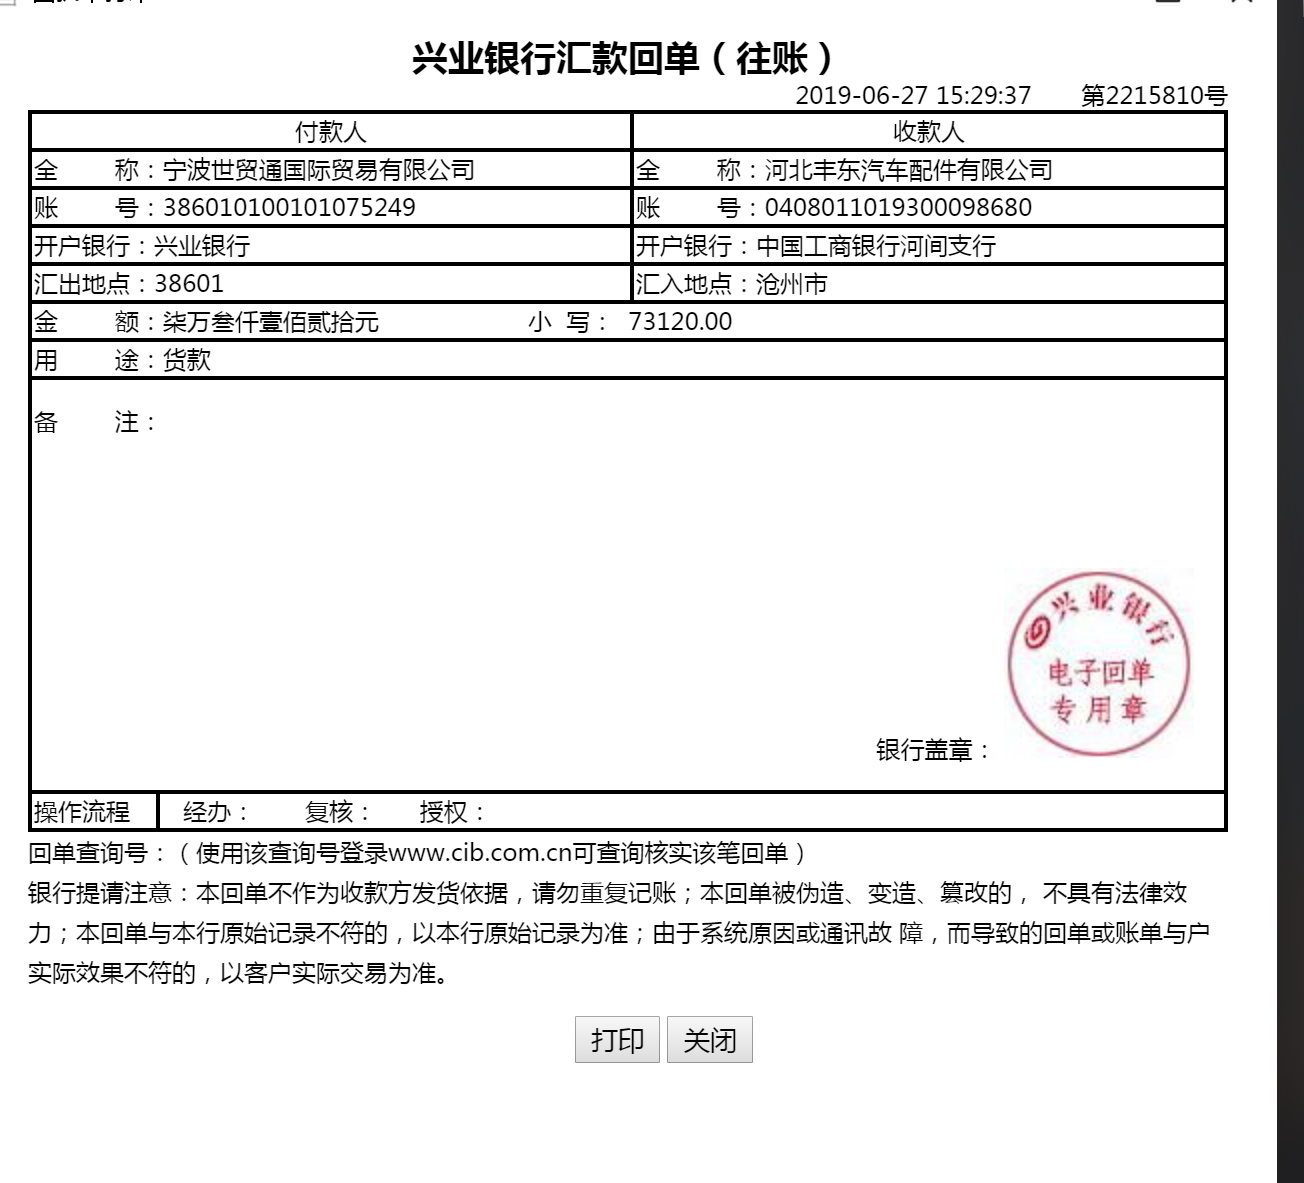 兴业银行汇款回单（往账）
2019-06-27 15:29:37 第2215810号
付款人 收款人
全 称：宁波世贸通国际贸易有限公司 全 称：河北丰东汽车配件有限公司
账 号：386010100101075249 账 号：0408011019300098680
开户银行：兴业银行 开户银行：中国工商银行河间支行
汇出地点：38601 汇入地点：沧州市
金 额：柒万叁仟壹佰贰拾元 小 写： 73120.00
用 途：货款
备 注：
兴业银行
电子回单
专用章
银行盖章：
操作流程 经办： 复核： 授权：
回单查询号：（使用该查询号登录www.cib.com.cn可查询核实该笔回单）
银行提请注意：本回单不作为收款方发货依据，请勿重复记账；本回单被伪造、变造、篡改的， 不具有法律效
力；本回单与本行原始记录不符的，以本行原始记录为准；由于系统原因或通讯故 障，而导致的回单或账单与户
实际效果不符的，以客户实际交易为准。
打印 关闭